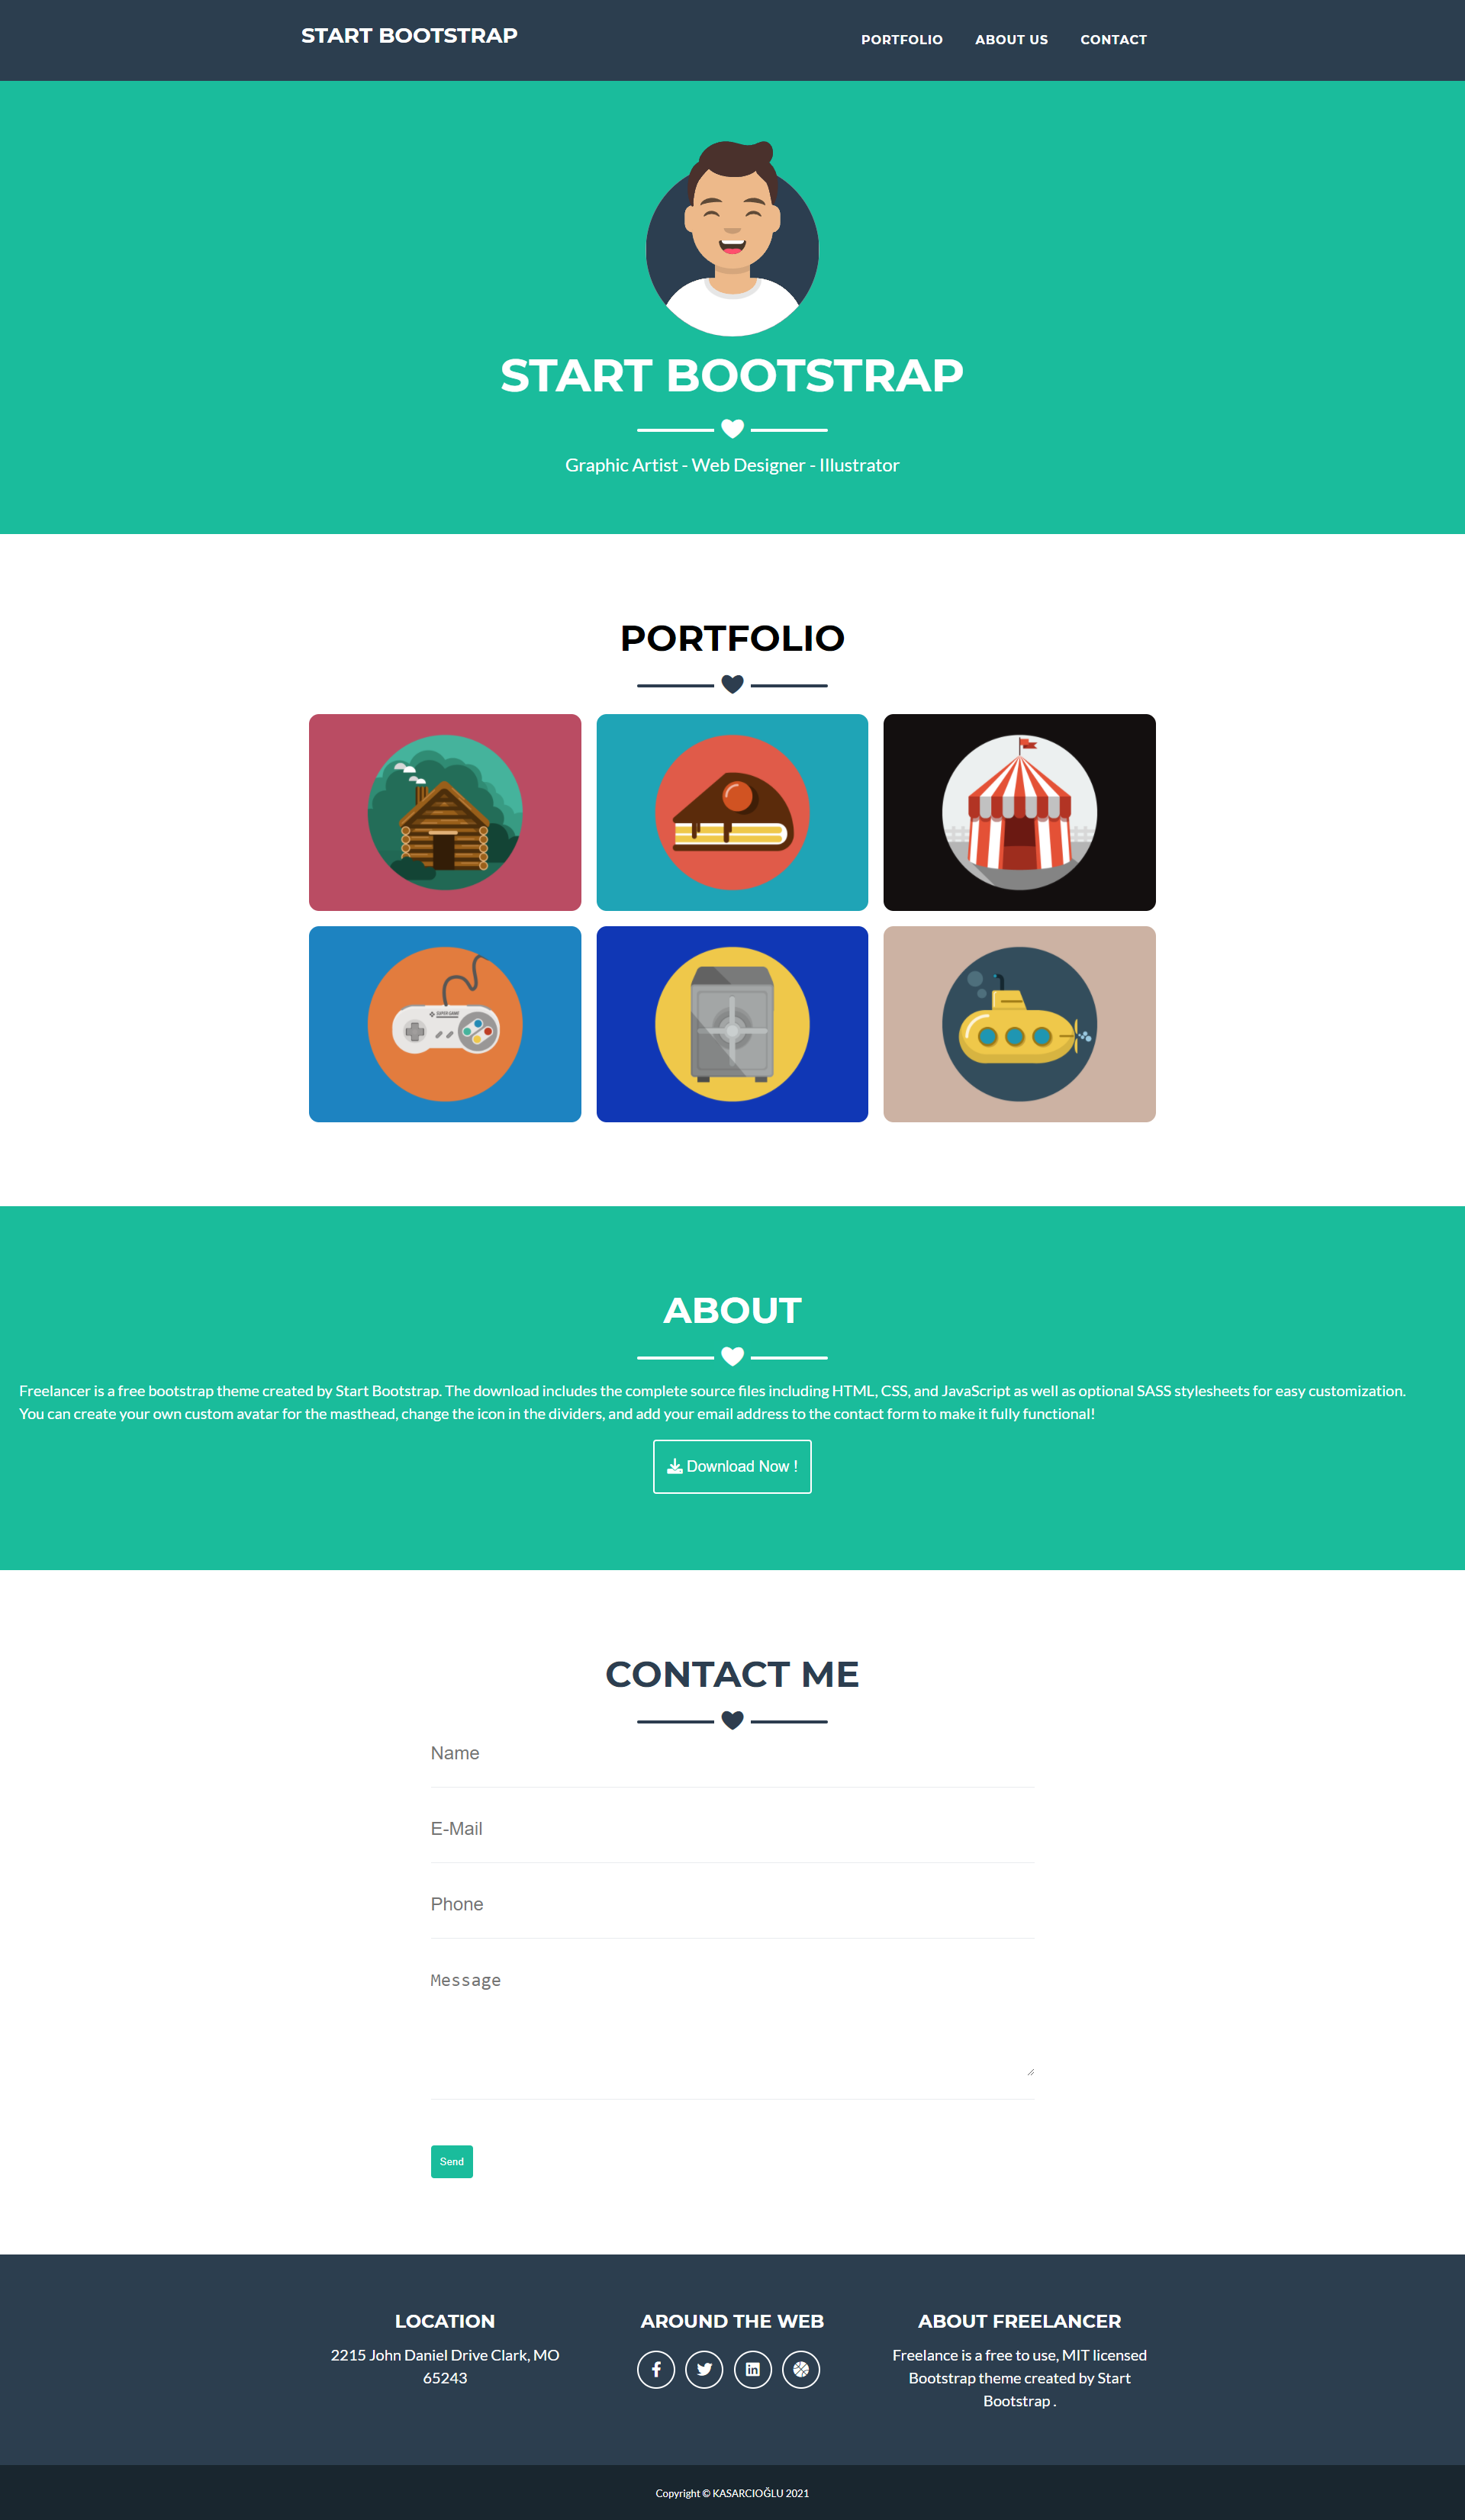 START BOOTSTRAP
PORTFOLIO
ABOUT US
CONTACT
START BOOTSTRAP
Graphic Artist - Web Designer - Illustrator
PORTFOLIO
SUPER GAME
ABOUT
Freelancer is a free bootstrap theme created by Start Bootstrap. The download includes the complete source files including HTML, CSS, and JavaScript as well as optional SASS stylesheets for easy customization.
You can create your own custom avatar for the masthead, change the icon in the dividers, and add your email address to the contact form to make it fully functional!
Download Now !
CONTACT ME
Name
E-Mail
Phone
Message
Send
LOCATION
2215 John Daniel Drive Clark, MO
65243
AROUND THE WEB
ABOUT FREELANCER
Freelance is a free to use, MIT licensed
Bootstrap theme created by Start
Bootstrap .
Copyright © KASARCIOĞLU 2021